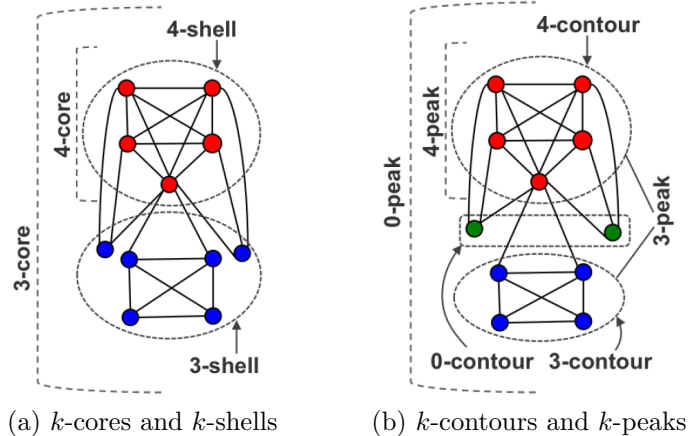 4-shell
4-core
3-core
3-shell
4-contour
4-peak
0-peak
3-peak
0-contour
3-contour
(a) k-cores and k-shells
(b) k-contours and k-peaks